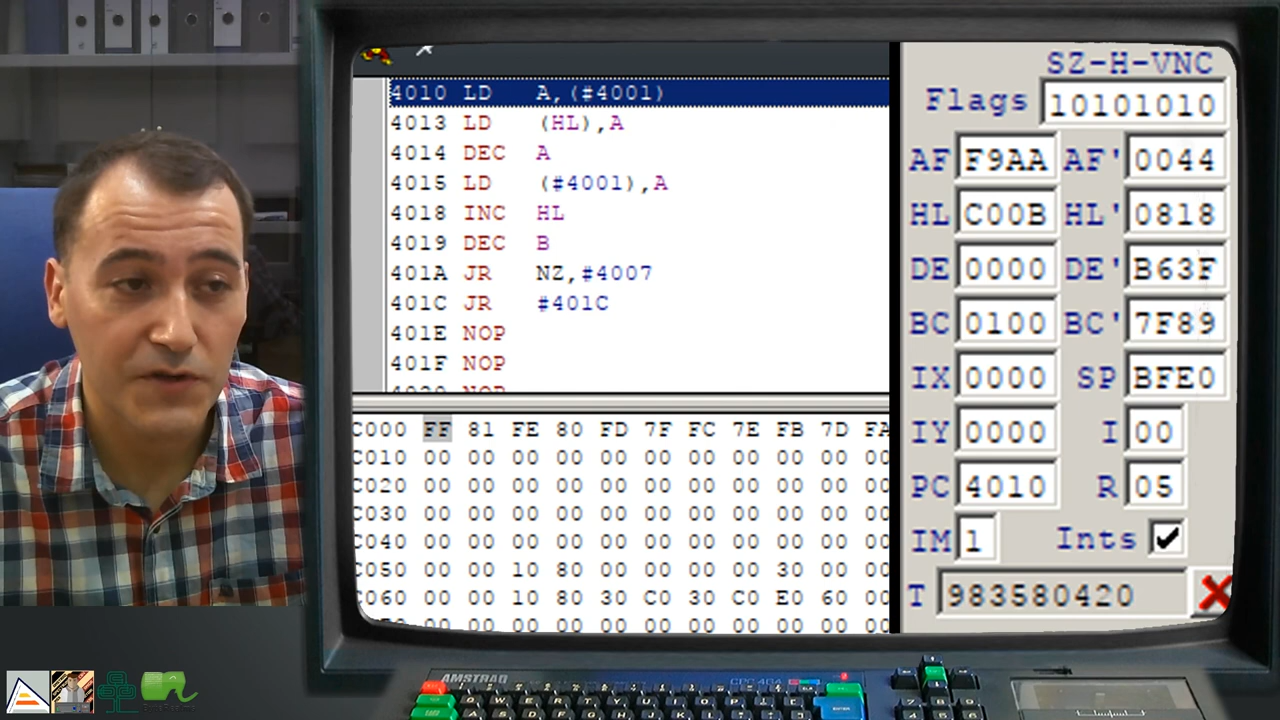 4010 LD A,(#4001)
4013 LD (HL),A
4014 DEC A
4015 LD (#4001),A
4018 INC HL
4019 DEC B
401A JR NZ,#4007
401C JR #401C
401E NOP
401F NOP
4020 NOP
C000 FF 81 FE 80 FD 7F FC 7E FB 7D FA
C010 00 00 00 00 00 00 00 00 00 00 00
C020 00 00 00 00 00 00 00 00 00 00 00
C030 00 00 00 00 00 00 00 00 00 00 00
C040 00 00 00 00 00 00 00 00 00 00 00
C050 00 00 10 80 00 00 00 00 30 00 00
C060 00 00 10 80 30 C0 30 C0 E0 60 00
SZ-H-VNC
Flags 10101010
AF F9AA AF' 0044
HL C00B HL' 0818
DE 0000 DE' B63F
BC 0100 BC' 7F89
IX 0000 SP BFE0
IY 0000 I 00
PC 4010 R 05
IM 1 Ints
T 983580420
AMSTRAD